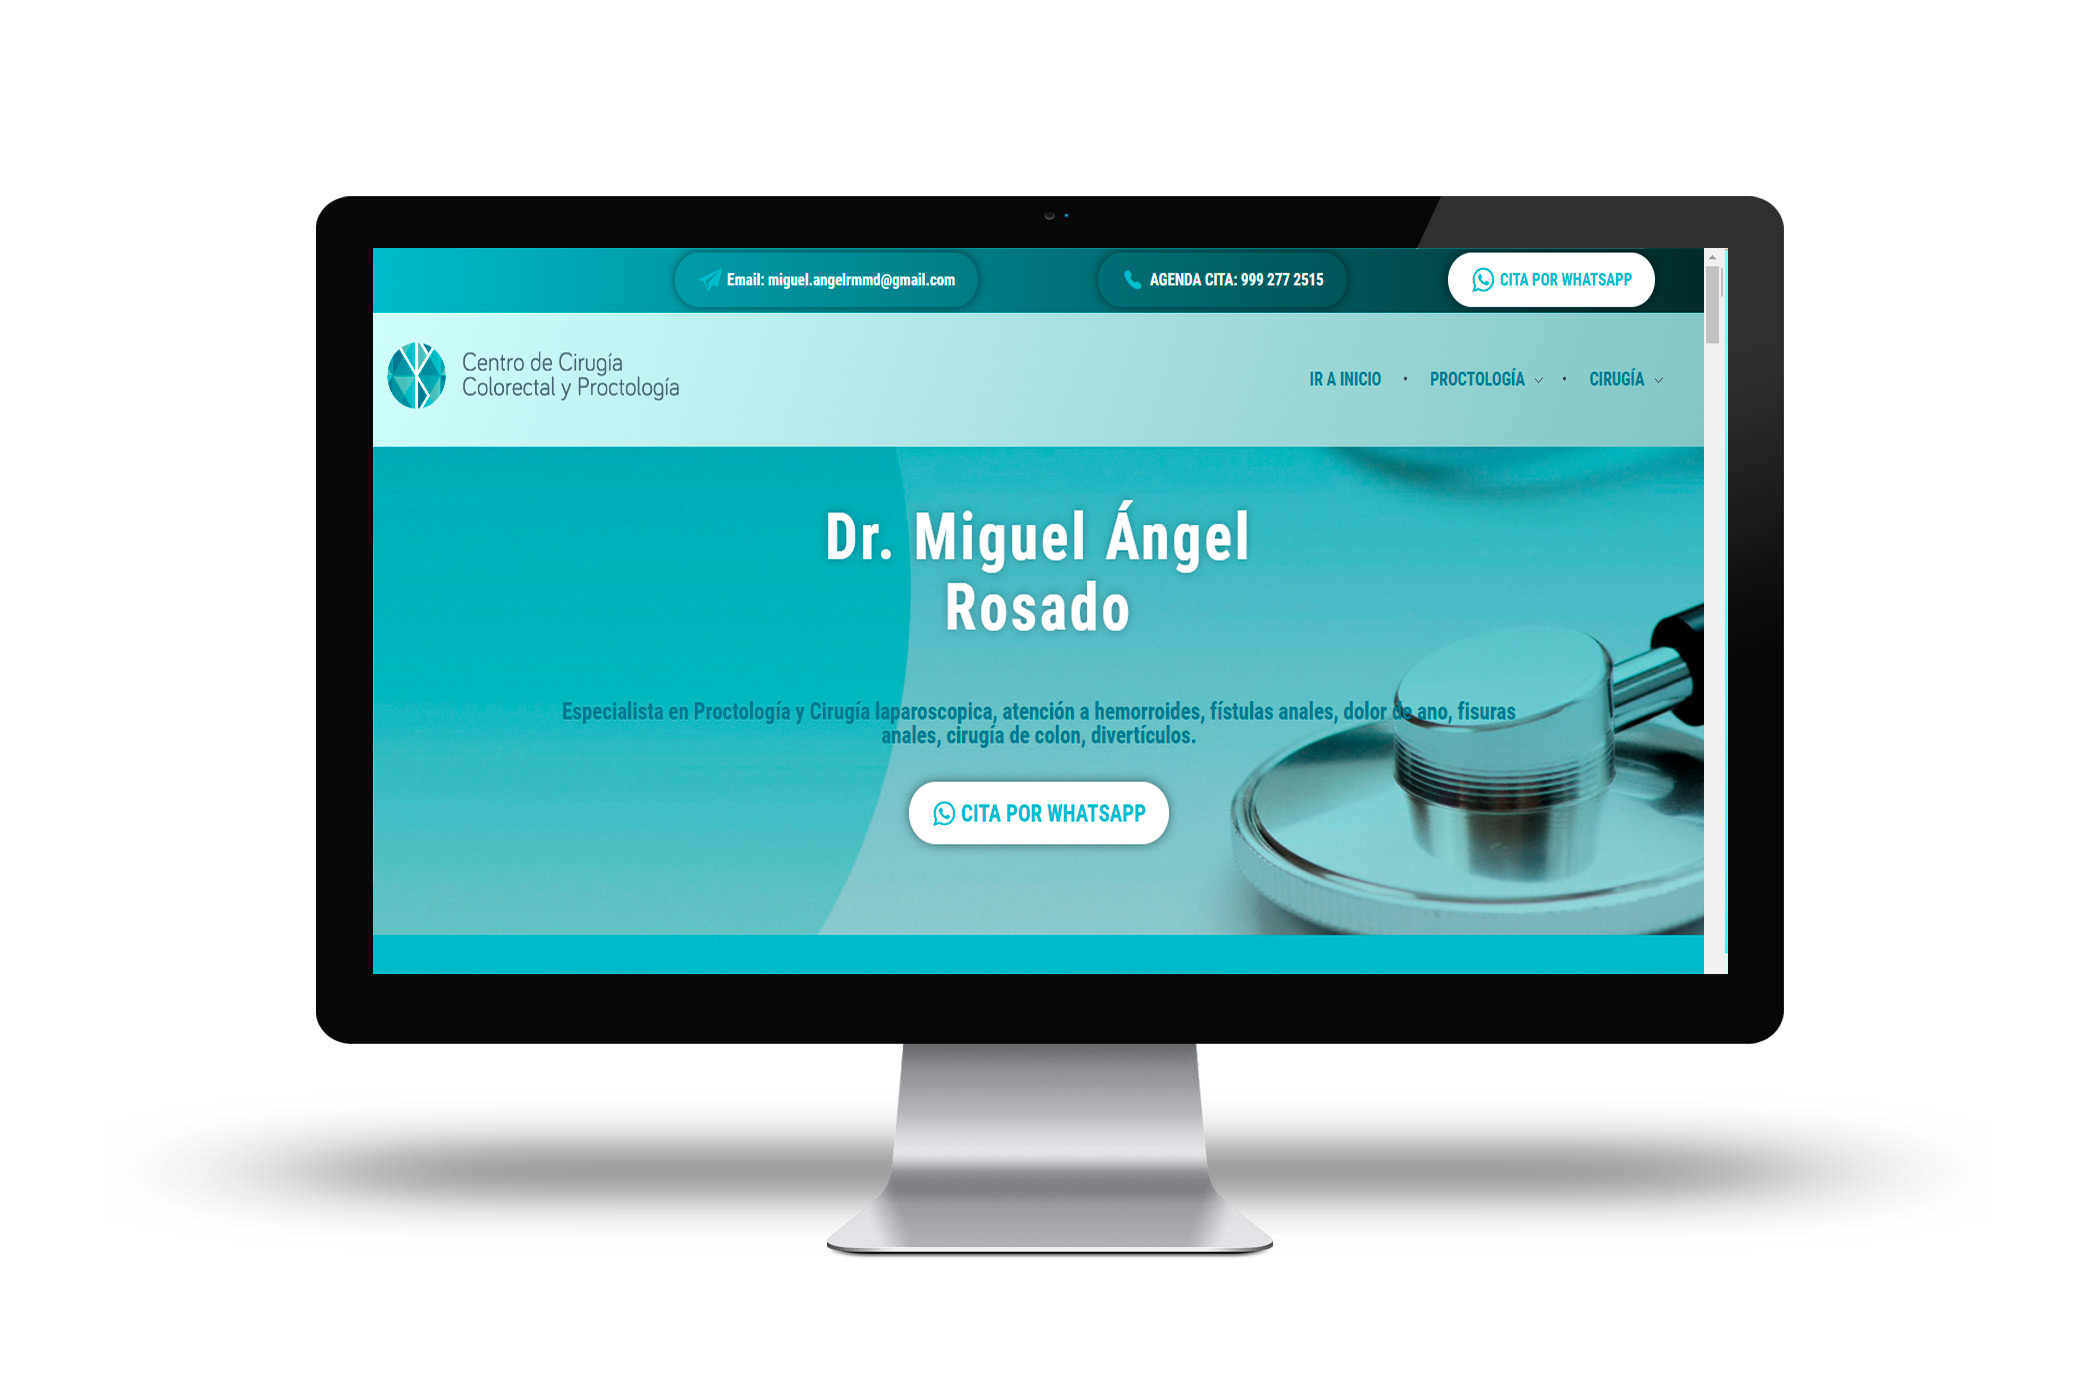 Email: miguel.angelrmmd@gmail.com
AGENDA CITA: 999 277 2515
CITA POR WHATSAPP
Centro de Cirugía
Colorectal y Proctología
IR A INICIO • PROCTOLOGÍA • CIRUGÍA
Dr. Miguel Ángel
Rosado
Especialista en Proctología y Cirugía laparoscopica, atención a hemorroides, fístulas anales, dolor de ano, fisuras
anales, cirugía de colon, divertículos.
CITA POR WHATSAPP